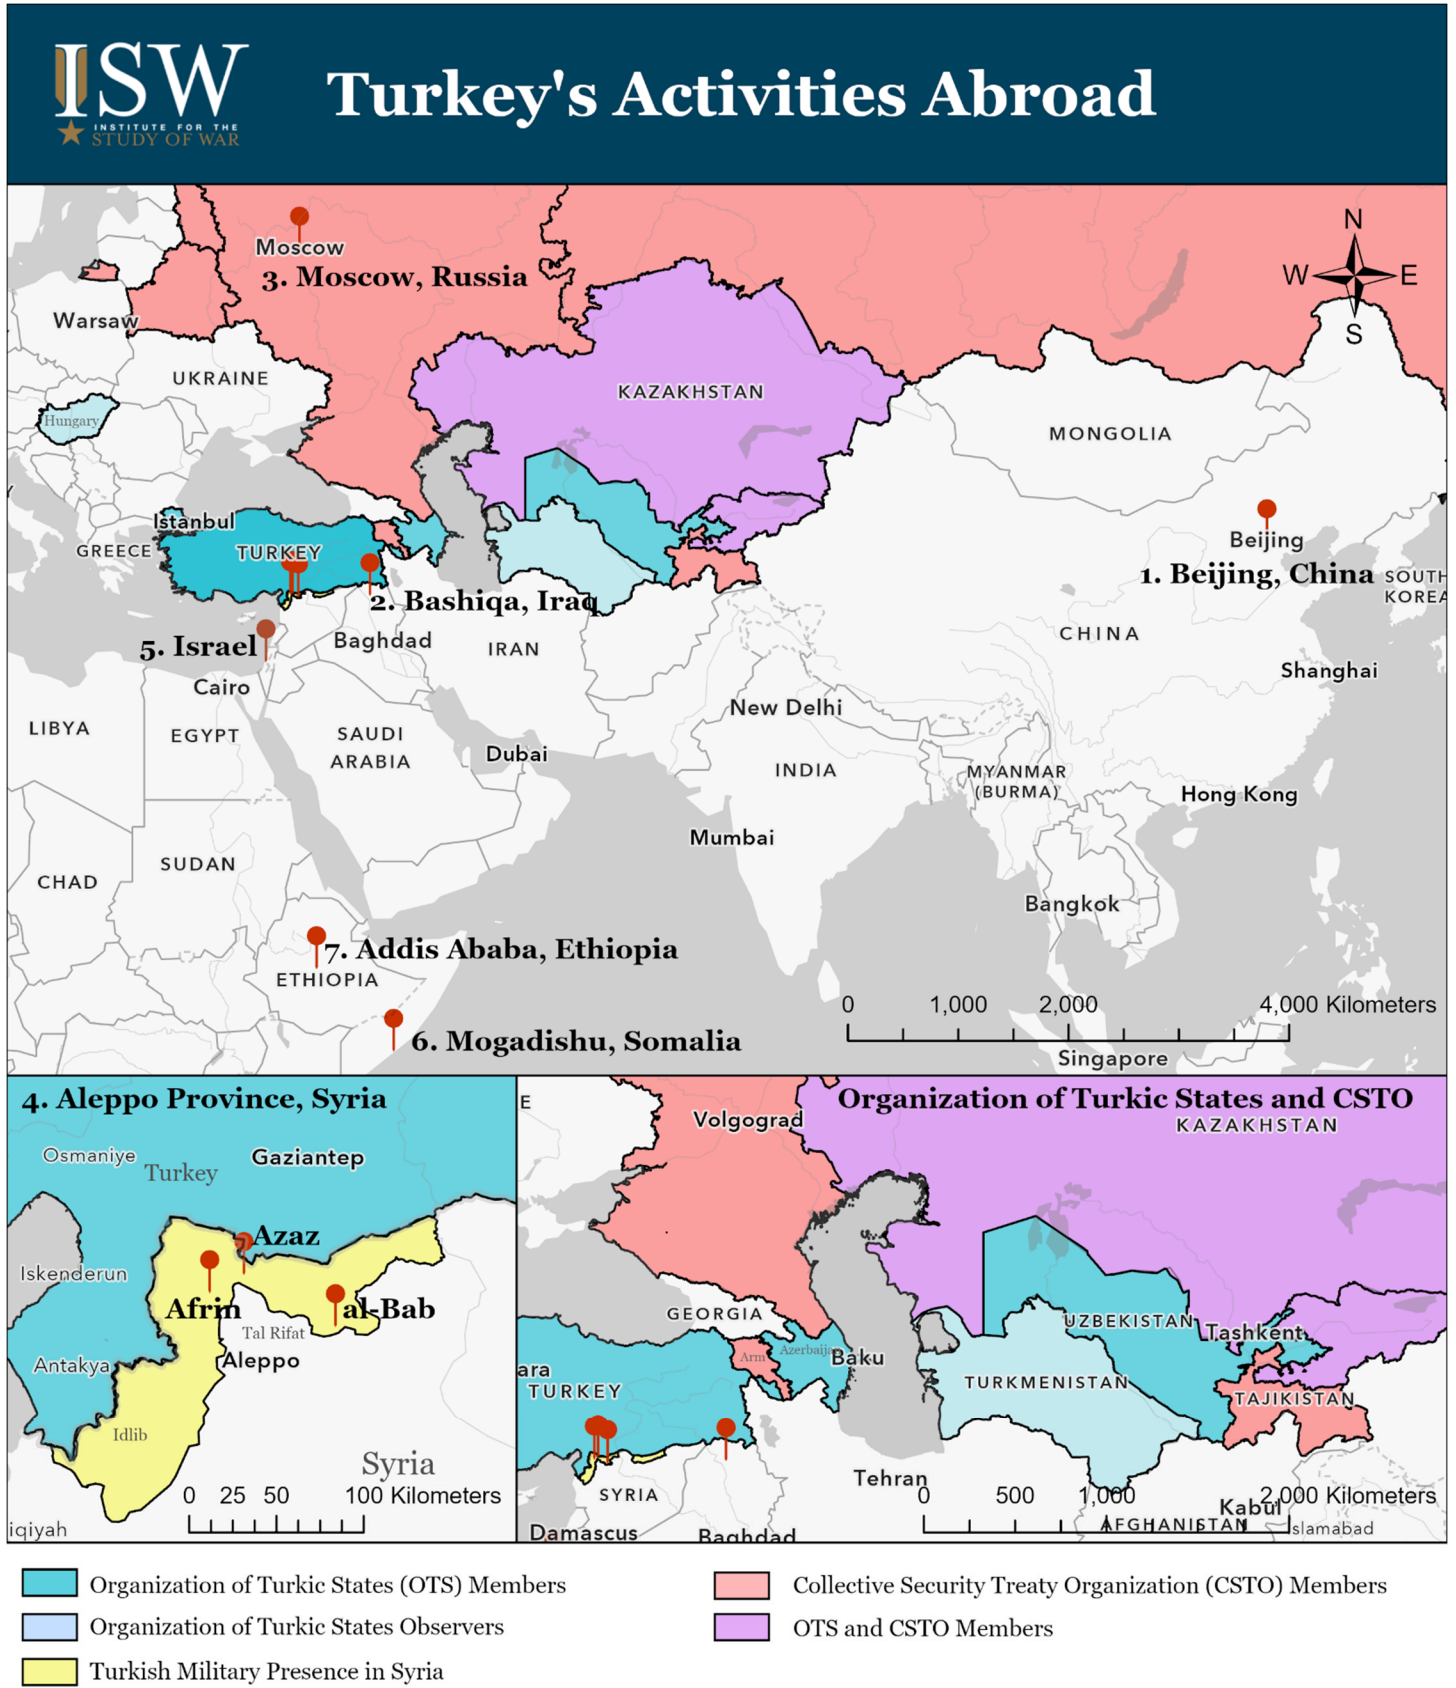 ISW
INSTITUTE FOR THE
STUDY OF WAR
Turkey's Activities Abroad
Moscow
3. Moscow, Russia
N
W E
S
Warsaw
UKRAINE
KAZAKHSTAN
Hungary
MONGOLIA
Istanbul
GREECE
TURKEY
Beijing
1. Beijing, China
SOUTH
KOREA
2. Bashiqa, Iraq
5. Israel
Baghdad
IRAN
CHINA
Shanghai
Cairo
New Delhi
LIBYA
EGYPT
SAUDI
ARABIA
Dubai
INDIA
MYANMAR
(BURMA)
Hong Kong
Mumbai
SUDAN
CHAD
Bangkok
7. Addis Ababa, Ethiopia
ETHIOPIA
0 1,000 2,000 4,000 Kilometers
6. Mogadishu, Somalia
Singapore
4. Aleppo Province, Syria
Osmaniye
Gaziantep
Turkey
Azaz
Iskenderun
Afrin
al-Bab
Tal Rifat
Aleppo
Antakya
Idlib
Syria
0 25 50 100 Kilometers
iqiyah
E
Organization of Turkic States and CSTO
Volgograd
KAZAKHSTAN
GEORGIA
UZBEKISTAN
Tashkent
Arm
Azerbaijan
Baku
ara
TURKEY
TURKMENISTAN
TAJIKISTAN
SYRIA
Tehran
0 500 1,000 2,000 Kilometers
Kabul
Damascus
Baghdad
AFGHANISTAN
slamabad
Organization of Turkic States (OTS) Members
Organization of Turkic States Observers
Turkish Military Presence in Syria
Collective Security Treaty Organization (CSTO) Members
OTS and CSTO Members